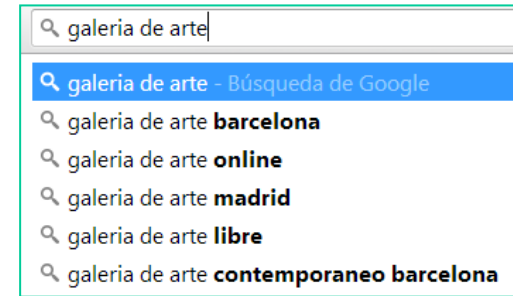 galeria de arte
galeria de arte - Búsqueda de Google
galeria de arte barcelona
galeria de arte online
galeria de arte madrid
galeria de arte libre
galeria de arte contemporaneo barcelona